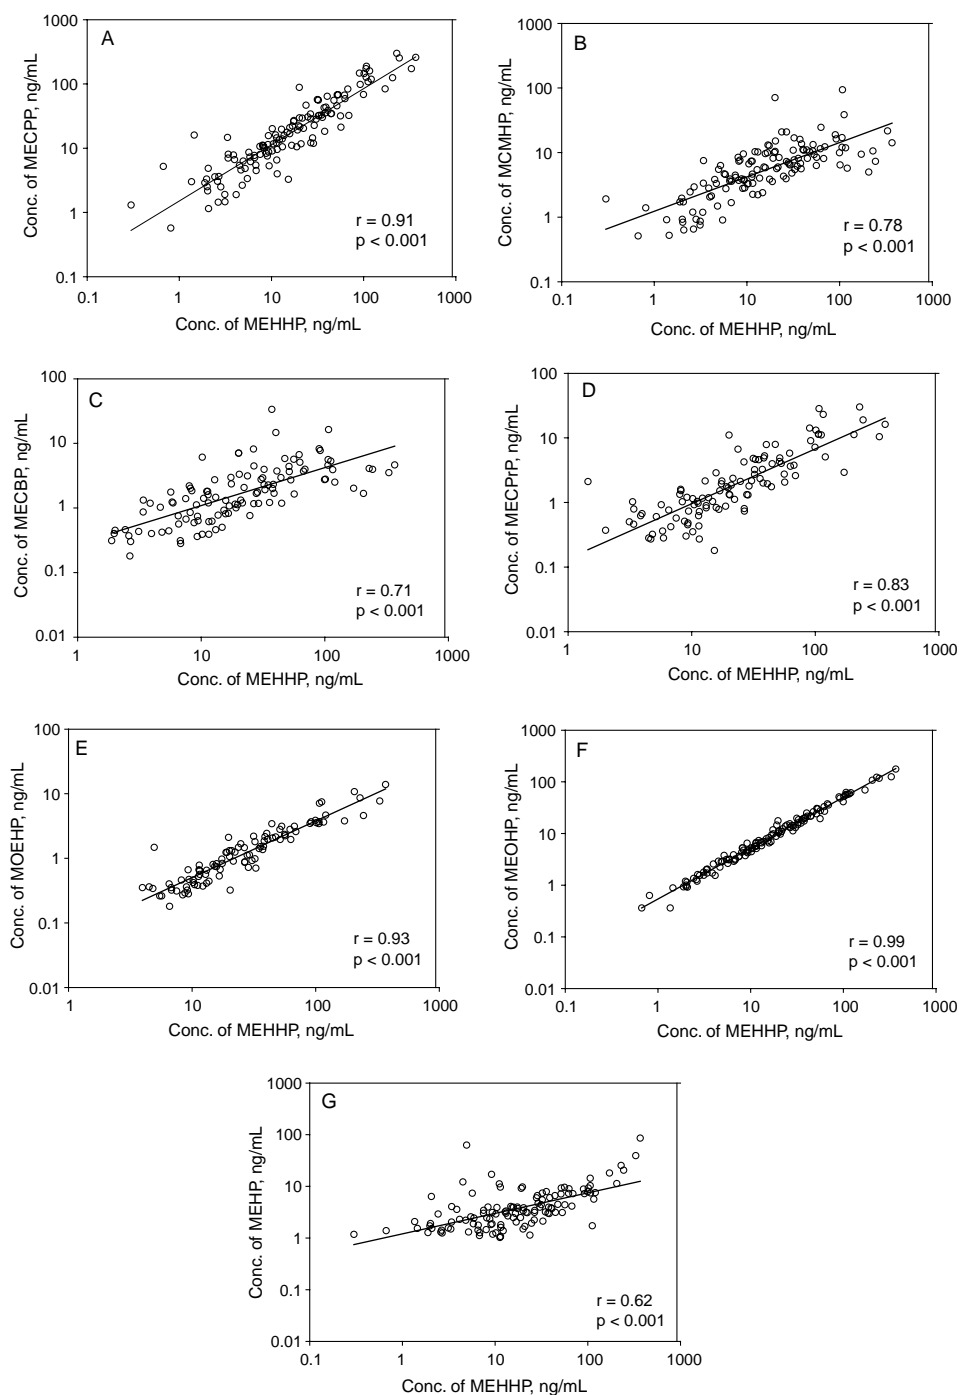 A
Conc. of MECPP, ng/mL
1000
100
10
1
0.1
r = 0.91
p < 0.001
0.1 1 10 100 1000
Conc. of MEHHP, ng/mL
B
Conc. of MCMHP, ng/mL
1000
100
10
1
0.1
r = 0.78
p < 0.001
0.1 1 10 100 1000
Conc. of MEHHP, ng/mL
C
Conc. of MECBP, ng/mL
100
10
1
0.1
0.01
r = 0.71
p < 0.001
1 10 100 1000
Conc. of MEHHP, ng/mL
D
Conc. of MECPrP, ng/mL
100
10
1
0.1
0.01
r = 0.83
p < 0.001
1 10 100 1000
Conc. of MEHHP, ng/mL
E
Conc. of MOEHP, ng/mL
100
10
1
0.1
0.01
r = 0.93
p < 0.001
1 10 100 1000
Conc. of MEHHP, ng/mL
F
Conc. of MEOHP, ng/mL
1000
100
10
1
0.1
0.01
r = 0.99
p < 0.001
0.1 1 10 100 1000
Conc. of MEHHP, ng/mL
G
Conc. of MEHP, ng/mL
1000
100
10
1
0.1
0.01
r = 0.62
p < 0.001
0.1 1 10 100 1000
Conc. of MEHHP, ng/mL